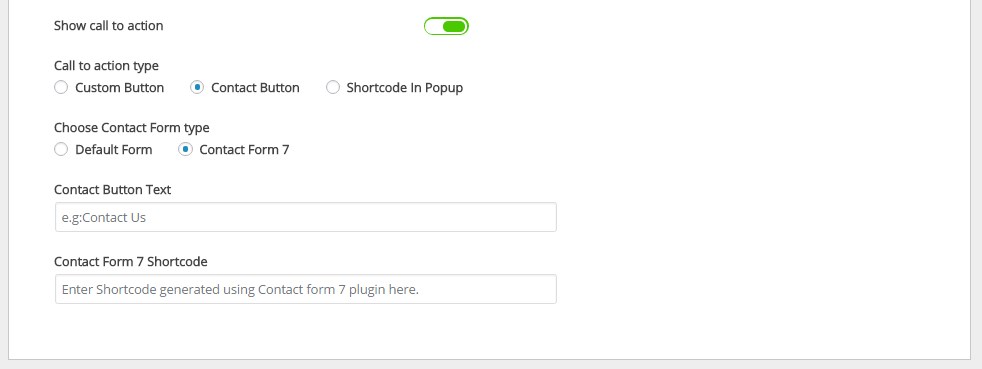 Show call to action
Call to action type
Custom Button Contact Button Shortcode In Popup
Choose Contact Form type
Default Form Contact Form 7
Contact Button Text
e.g:Contact Us
Contact Form 7 Shortcode
Enter Shortcode generated using Contact form 7 plugin here.